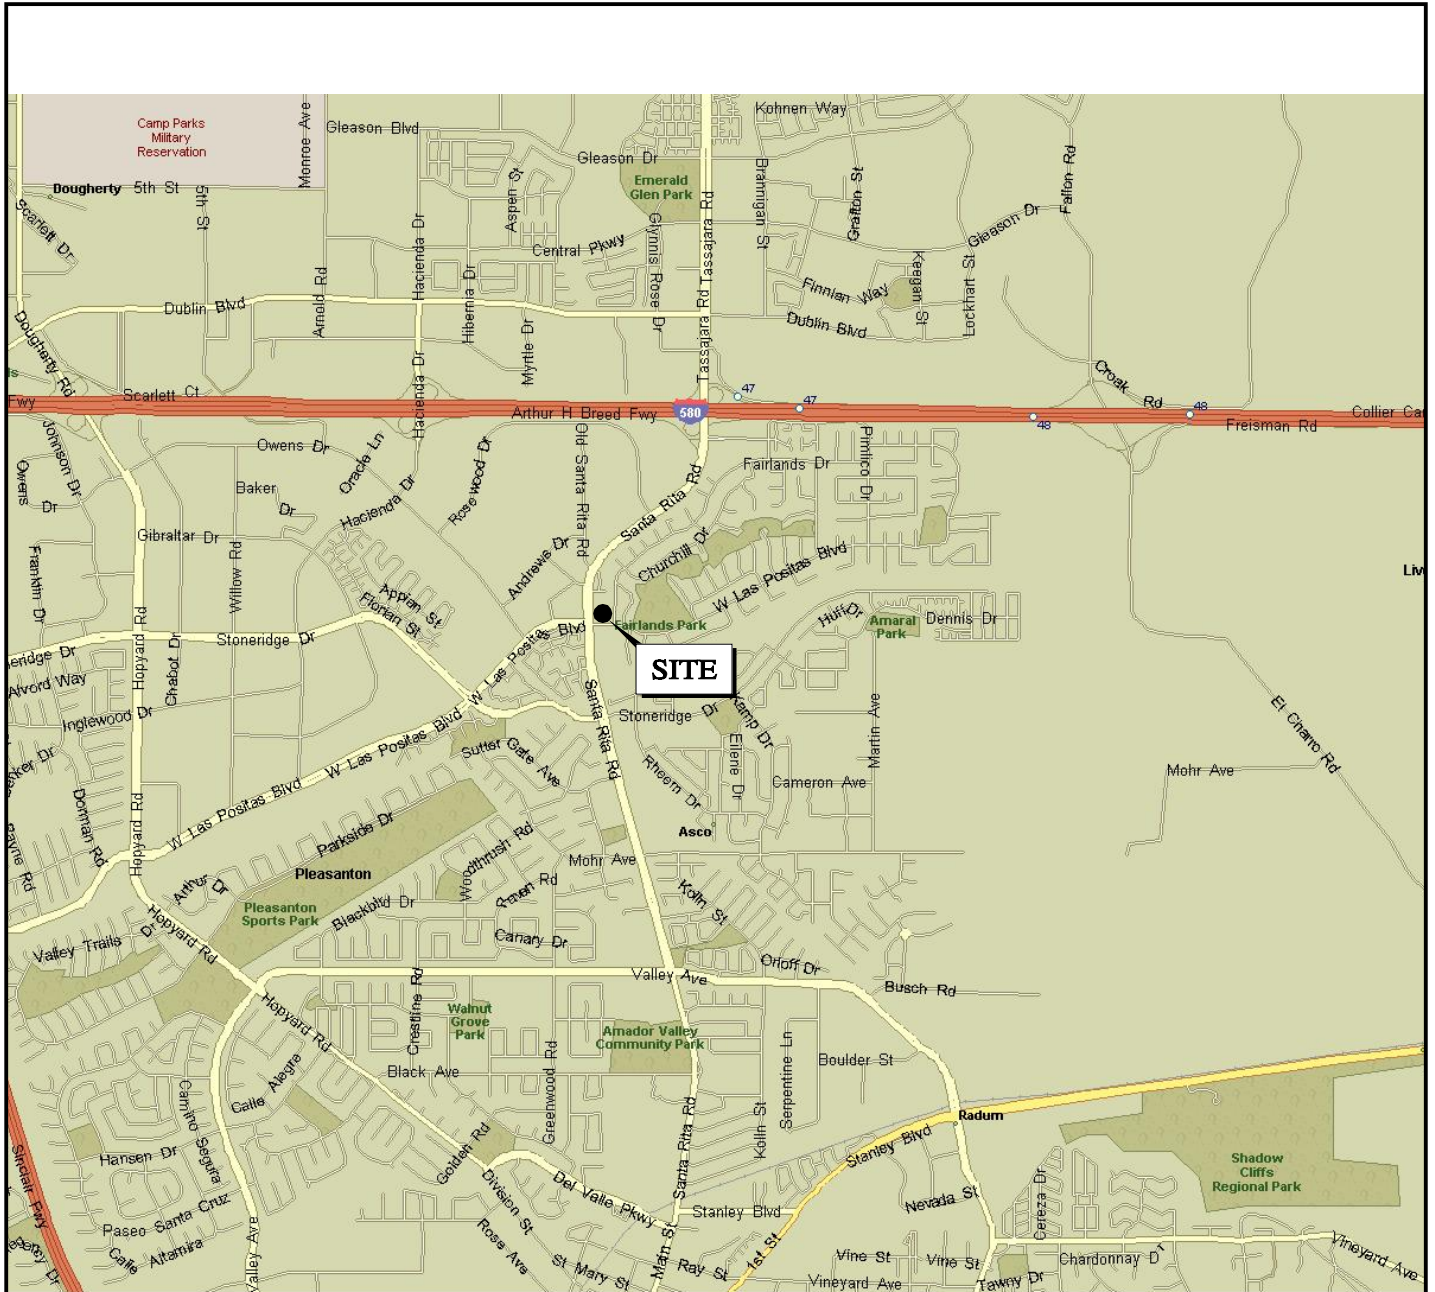 Kohnen Way
Camp Parks
Military
Reservation
Monroe Ave
Gleason Blvd
Gleason Dr
Fallon Rd
Dougherty
5th St
5th St
Aspen St
Emerald
Glen Park
Brannigan St
Grafton St
Scarlett Dr
Hacienda Dr
Central Pkwy
Glynnis Rose Dr
Tassajara Rd
Gleason Dr
Arnold Rd
Hibernia Dr
Finnian Way
Keegan St
Lockhart St
Dublin Blvd
Dublin Blvd
Dougherty Rd
Myrtle Dr
Tassajara Rd
Hacienda Dr
Croak Rd
Scarlett Ct
47
47
48
48
Fwy
Arthur H Breed Fwy
580
Collier Ca
Freisman Rd
Johnson Dr
Owens Dr
Oracle Ln
Rosewood Dr
Old Santa Rita Rd
Santa Rita Rd
Fairlands Dr
Pimlico Dr
Owens
Dr
Baker
Dr
Hacienda Dr
Gibraltar Dr
Willow Rd
Franklin Dr
Andrews Dr
Churchill Dr
W Las Positas Blvd
Liv
Appian St
Florian St
Hopyard Rd
Chabot Dr
Stoneridge Dr
eridge Dr
W Las Positas Blvd
Fairlands Park
Huff Dr
Amaral
Park
Dennis Dr
SITE
Alvord Way
Inglewood Dr
W Las Positas Blvd
Santa Rita Rd
Stoneridge Dr
Kamp Dr
Martin Ave
El Charro Rd
Sutter Gate Ave
Eilene Dr
Rheem Dr
Cameron Ave
Mohr Ave
ker Dr
Dorman Rd
Hopyard Rd
W Las Positas Blvd
Parkside Dr
Woodthrush Rd
Asco
Mohr Ave
Pleasanton
Arthur Dr
Raven Rd
Kolln St
Pleasanton
Sports Park
Blackbird Dr
Canary Dr
Valley Trails Dr
Hopyard Rd
Valley Ave
Orloff Dr
Busch Rd
Hopyard Rd
Crestline Rd
Walnut
Grove
Park
Amador Valley
Community Park
Greenwood Rd
Black Ave
Serpentine Ln
Boulder St
Calle Alegre
Camino Segura
Kolln St
Santa Rita Rd
Radum
Stanley Blvd
Hansen Dr
Golden Rd
Sinclair Fwy
Del Valle Pkwy
Division St
Shadow
Cliffs
Regional Park
Nevada St
Cereza Dr
Paseo Santa Cruz
Calle Altamira
Valley Ave
Rose Ave
St Mary St
Main St
Stanley Blvd
Ray St
1st St
Vine St
Vine St
Chardonnay D
Vineyard Ave
Vineyard Ave
Tawny Dr